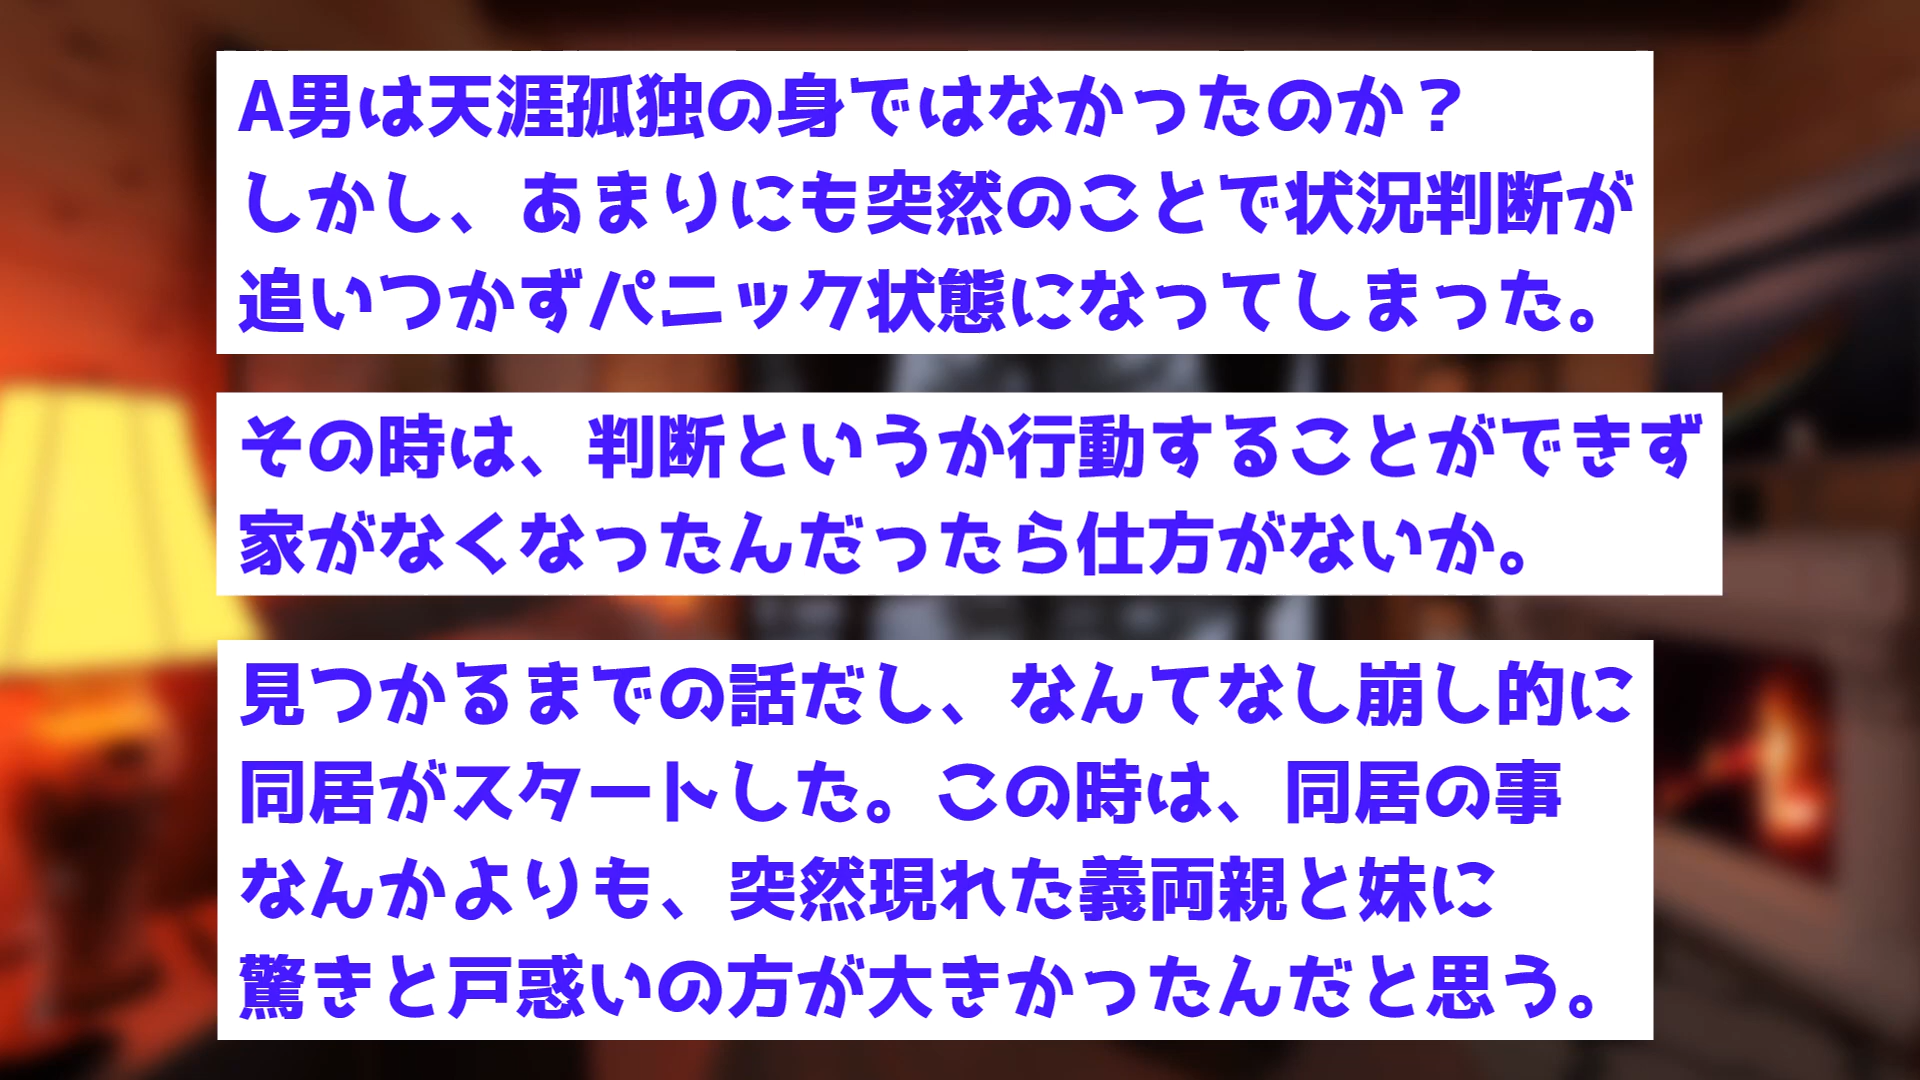 A男は天涯孤独の身ではなかったのか？
しかし、あまりにも突然のことで状況判断が
追いつかずパニック状態になってしまった。
その時は、判断というか行動することができず
家がなくなったんだったら仕方がないか。
見つかるまでの話だし、なんてなし崩し的に
同居がスタートした。この時は、同居の事
なんかよりも、突然現れた義両親と妹に
驚きと戸惑いの方が大きかったんだと思う。